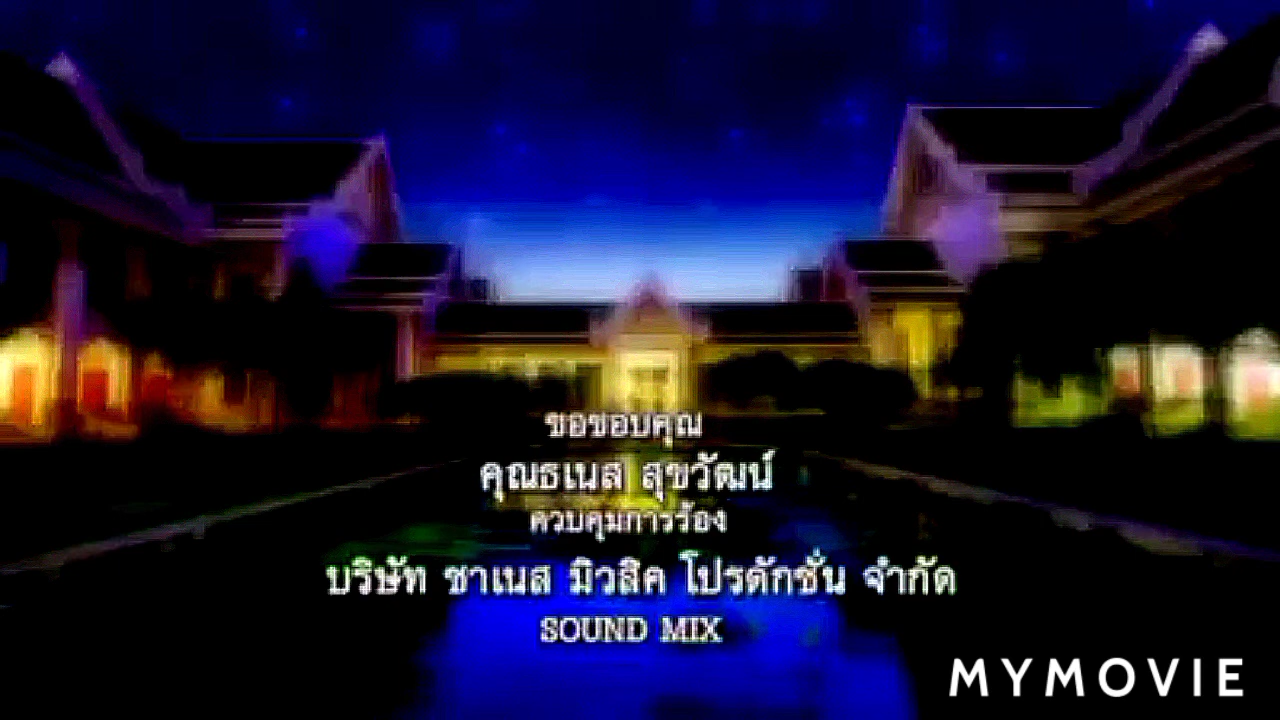 ขอขอบคุณ
คุณธเนส สุขวัฒน์
ควบคุมการร้อง
บริษัท ชาเนส มิวสิค โปรดักชั่น จำกัด
SOUND MIX
MYMOVIE